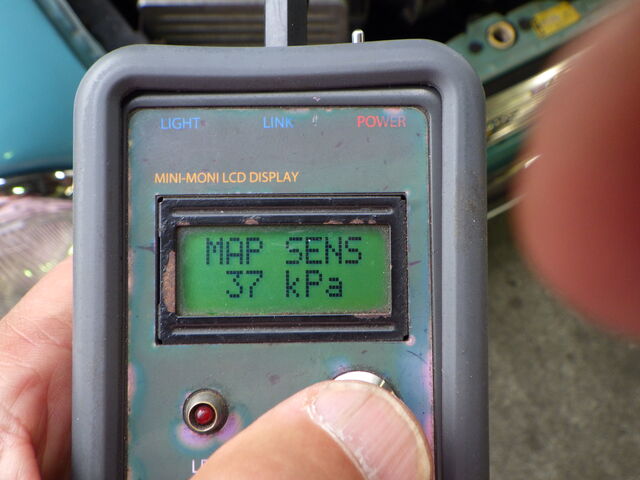 LIGHT LINK POWER
MINI-MONI LCD DISPLAY
MAP SENS
37 kPa